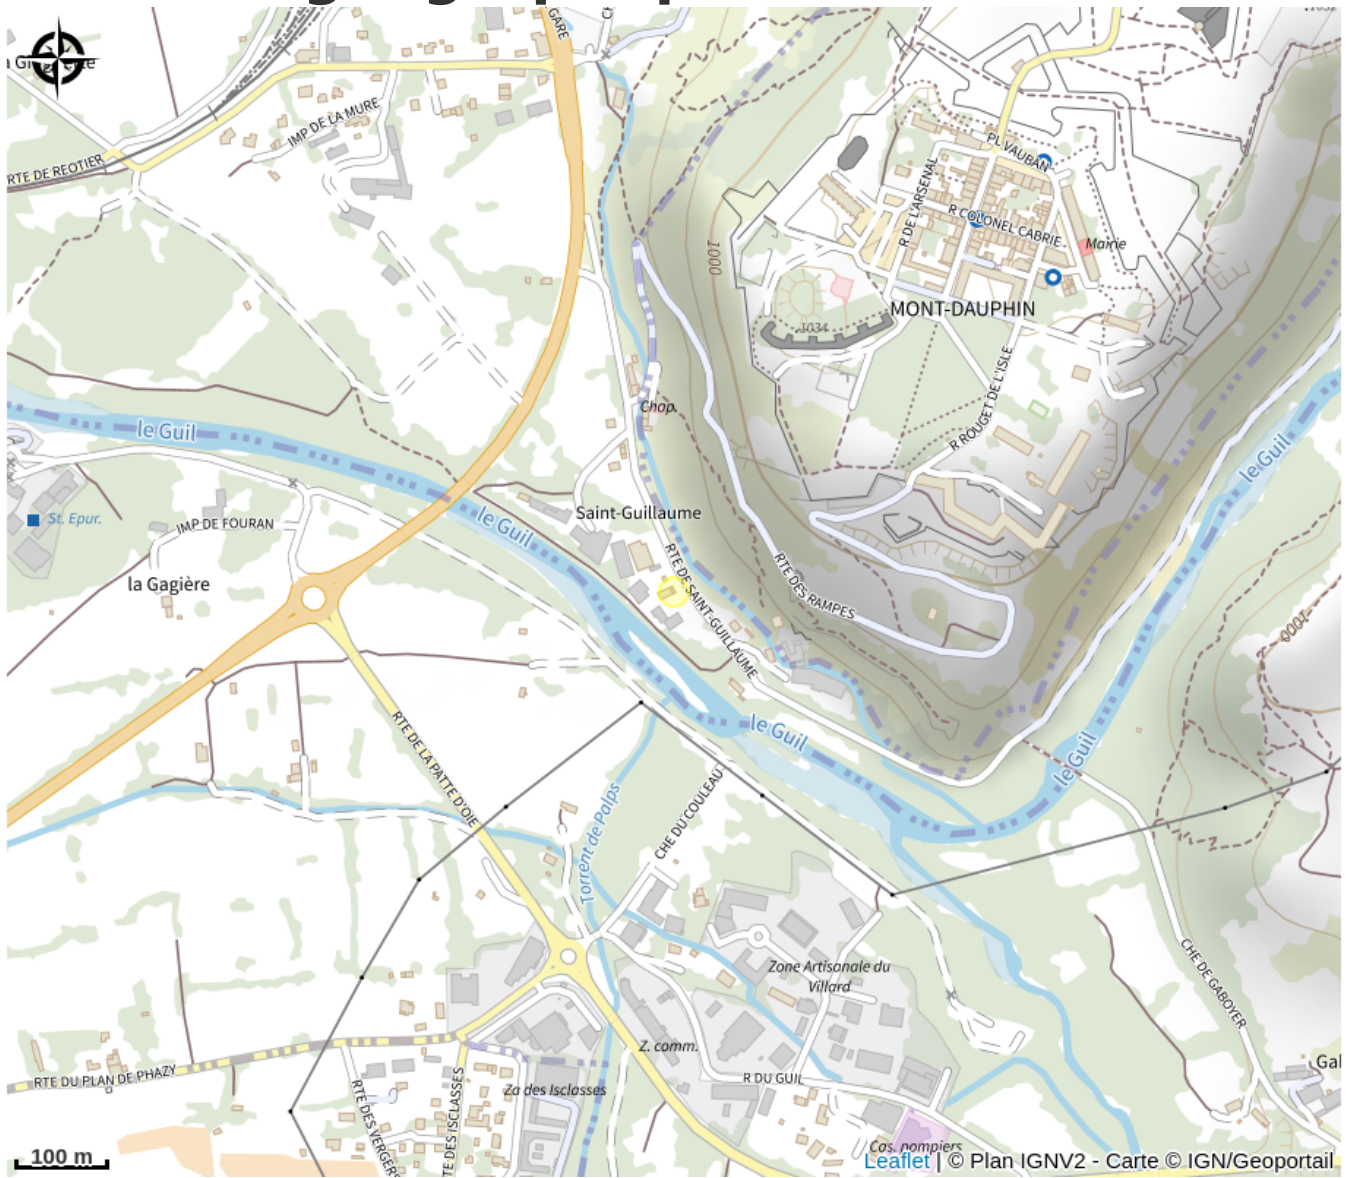 GARE
1032
IMP DE LA MURE
RTE DE REOTIER
PL VAUBAN
R DE L'ARSENAL
R COLONEL CABRIE
Mairie
1000
MONT-DAUPHIN
1034
R ROUGET DE L'ISLE
Chap.
le Guil
le Guil
le Guil
St. Epur.
IMP DE FOURAN
Saint-Guillaume
la Gagière
RTE DE SAINT-GUILLAUME
RTE DES RAMPES
1000
le Guil
le Guil
RTE DE LA PATTE D'OIE
Torrent de Palps
CHE DU COULEAU
Zone Artisanale du
Villard
CHE DE GABOYER
Z. comm.
R DU GUIL
Gal
RTE DU PLAN DE PHAZY
Za des Isclasses
RTE DES VERGERS
TE DES ISCLASSES
Cas. pompiers
100 m
Leaflet | © Plan IGNV2 - Carte © IGN/Geoportail